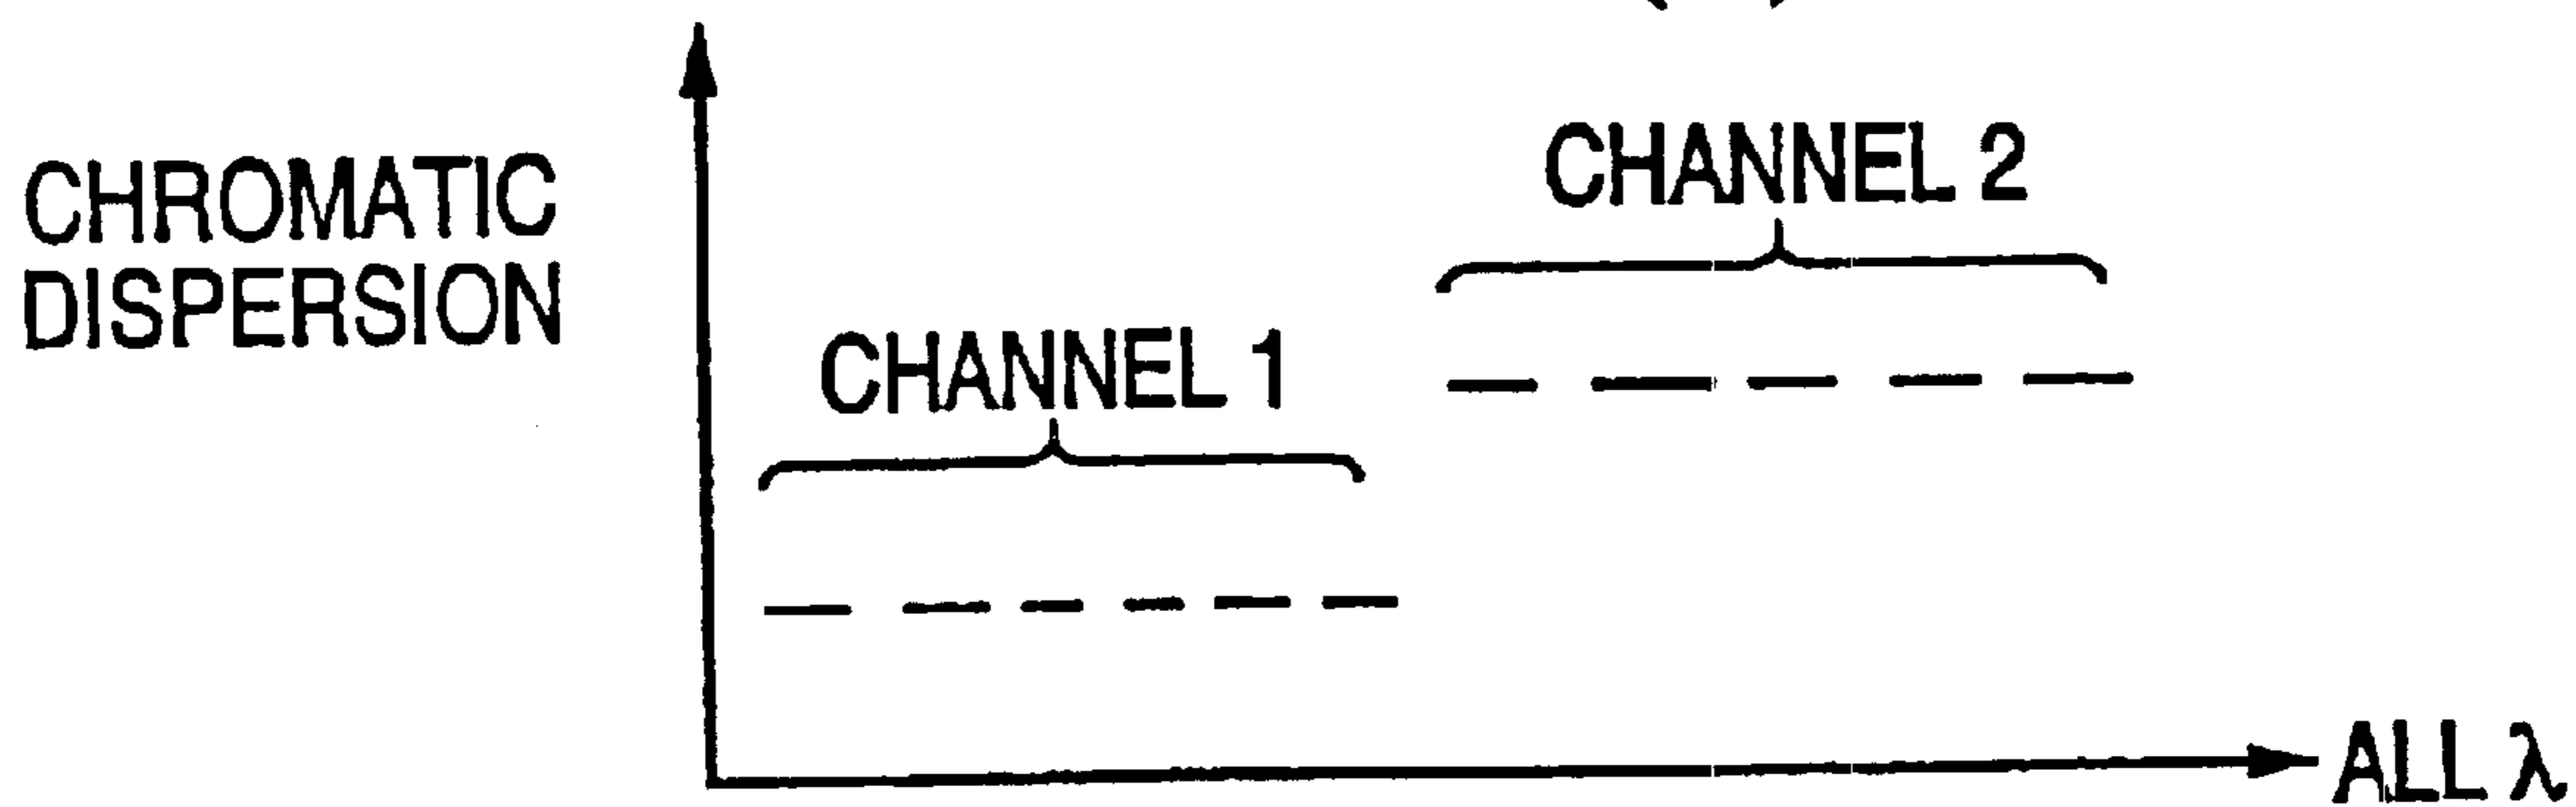 CHROMATIC
DISPERSION
CHANNEL 1
CHANNEL 2
ALL λ